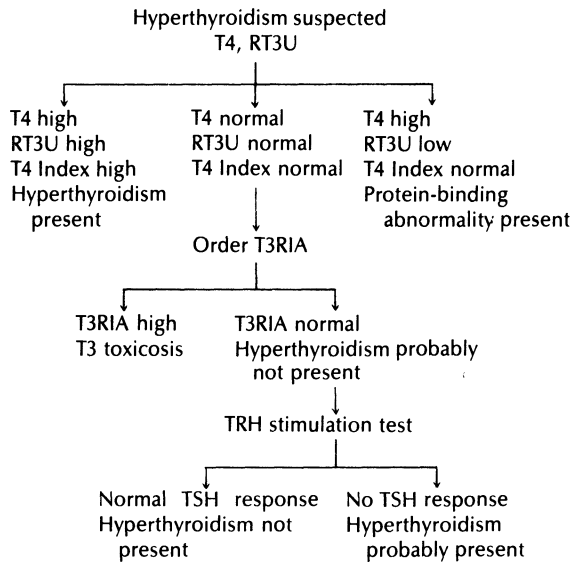 Hyperthyroidism suspected
T4, RT3U
T4 high
RT3U high
T4 Index high
Hyperthyroidism
present
T4 normal
RT3U normal
T4 Index normal
T4 high
RT3U low
T4 Index normal
Protein-binding
abnormality present
Order T3RIA
T3RIA high
T3 toxicosis
T3RIA normal
Hyperthyroidism probably
not present
TRH stimulation test
Normal TSH response
Hyperthyroidism not
present
No TSH response
Hyperthyroidism
probably present